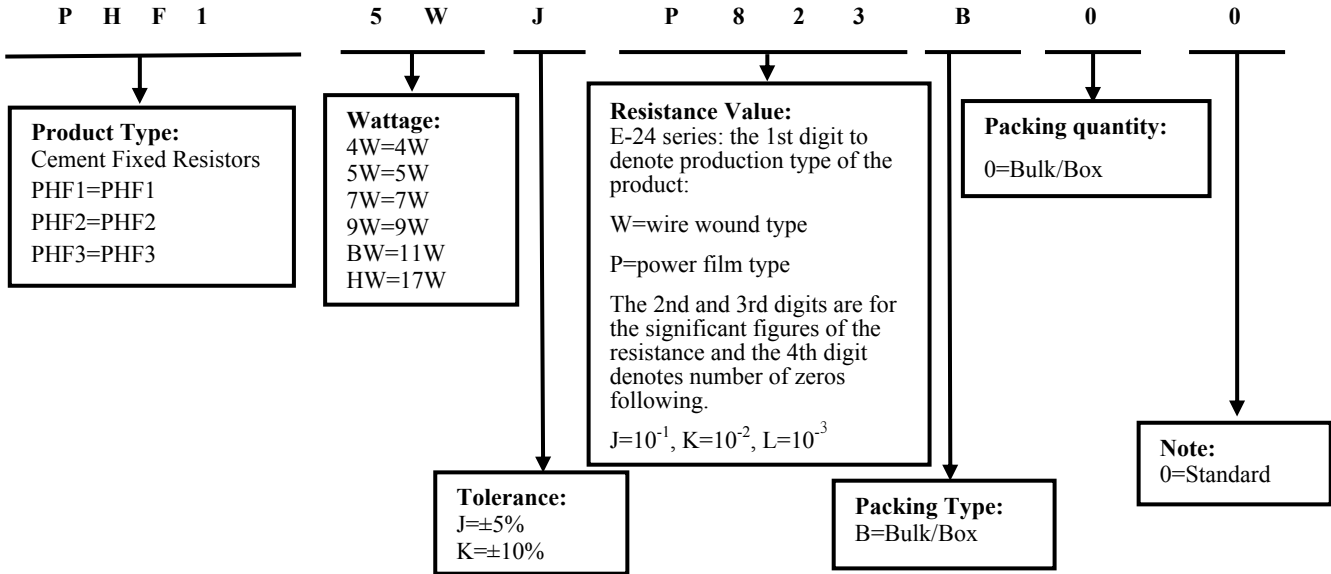 P H F 1 5 W J P 8 2 3 B 0 0
Product Type:
Cement Fixed Resistors
PHF1=PHF1
PHF2=PHF2
PHF3=PHF3
Wattage:
4W=4W
5W=5W
7W=7W
9W=9W
BW=11W
HW=17W
Tolerance:
J=±5%
K=±10%
Resistance Value:
E-24 series: the 1st digit to
denote production type of the
product:
W=wire wound type
P=power film type
The 2nd and 3rd digits are for
the significant figures of the
resistance and the 4th digit
denotes number of zeros
following.
J=10⁻¹, K=10⁻², L=10⁻³
Packing Type:
B=Bulk/Box
Packing quantity:
0=Bulk/Box
Note:
0=Standard